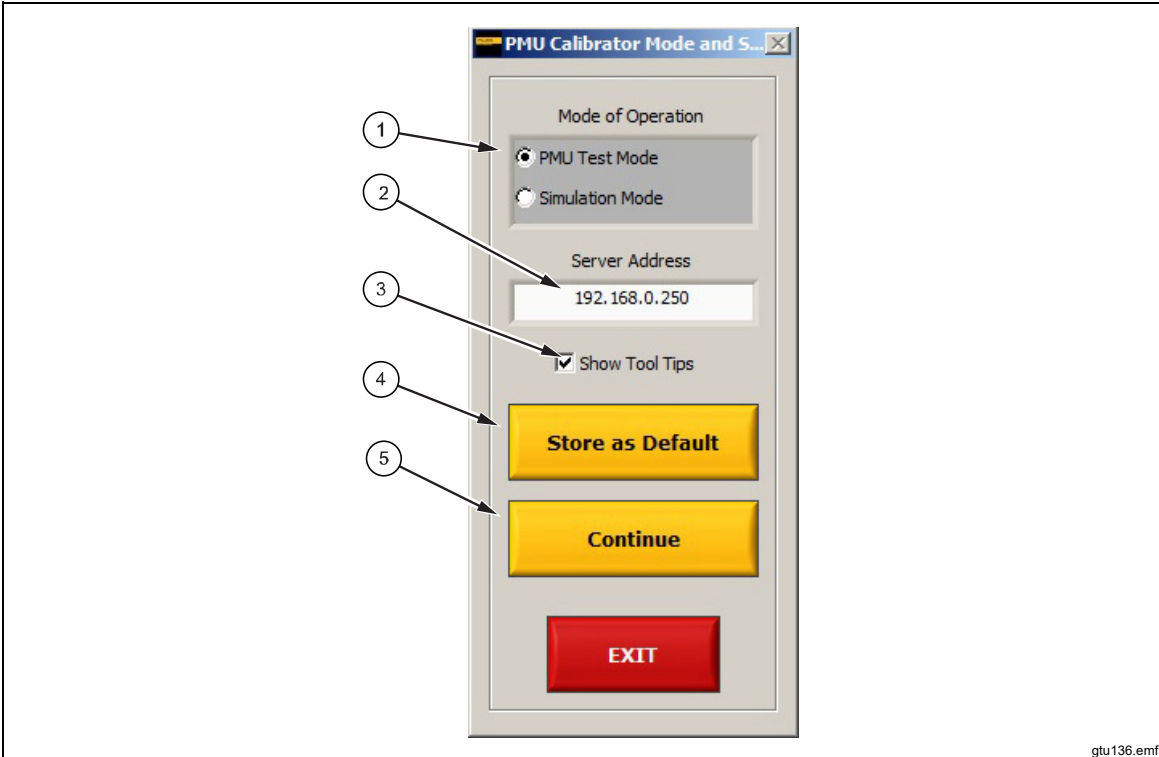 PMU Calibrator Mode and S...
Mode of Operation
1
PMU Test Mode
2
Simulation Mode
Server Address
3
192.168.0.250
Show Tool Tips
4
Store as Default
5
Continue
EXIT
gtu136.emf